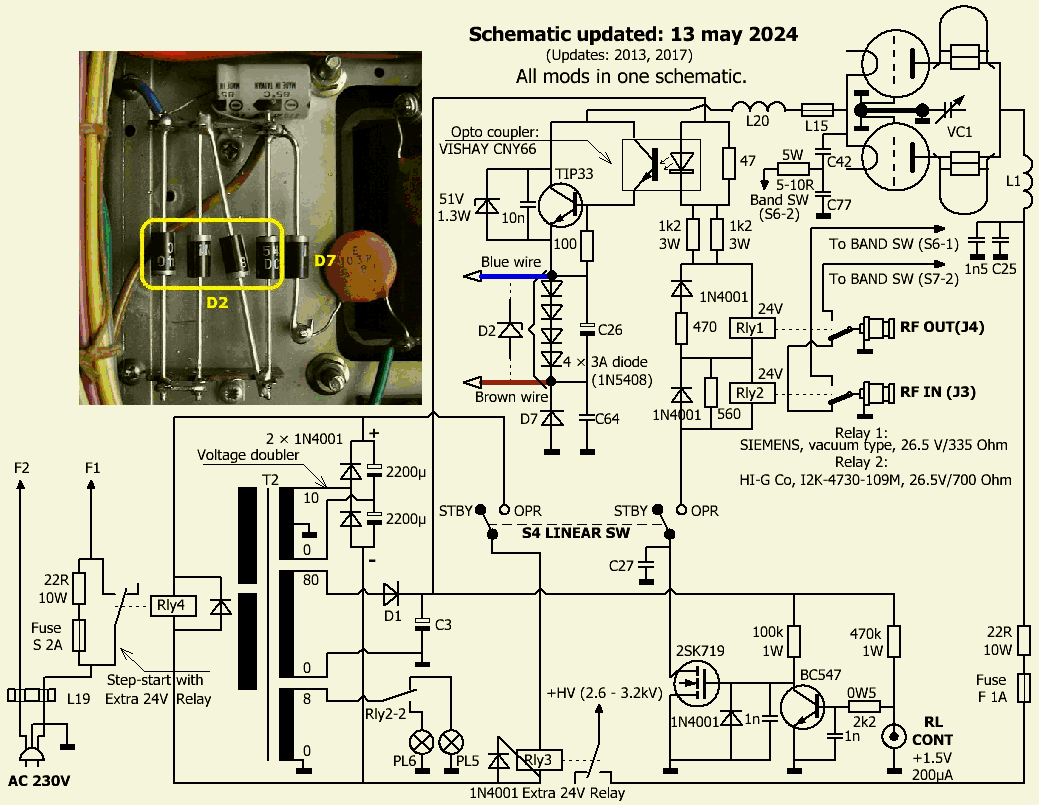 Schematic updated: 13 may 2024
(Updates: 2013, 2017)
All mods in one schematic.
85°C
MADE IN TAIWAN
D7
D2
Opto coupler:
VISHAY CNY66
TIP33
51V
1.3W
10n
100
47
1k2
3W
1k2
3W
L20
L15
VC1
5W
5-10R
C42
C77
Band SW
(S6-2)
L1
To BAND SW (S6-1)
To BAND SW (S7-2)
1n5
C25
Blue wire
D2
C26
4 × 3A diode
(1N5408)
Brown wire
D7
C64
1N4001
470
24V
Rly1
24V
Rly2
1N4001
560
RF OUT(J4)
RF IN (J3)
Relay 1:
SIEMENS, vacuum type, 26.5 V/335 Ohm
Relay 2:
HI-G Co, I2K-4730-109M, 26.5V/700 Ohm
2 × 1N4001
Voltage doubler
+
2200µ
2200µ
-
F2
F1
T2
10
0
80
0
8
0
STBY
OPR
STBY
OPR
S4 LINEAR SW
C27
22R
10W
Rly4
Fuse
S 2A
Step-start with
Extra 24V Relay
L19
AC 230V
D1
C3
Rly2-2
PL6
PL5
+HV (2.6 - 3.2kV)
Rly3
1N4001 Extra 24V Relay
2SK719
1N4001
1n
100k
1W
BC547
470k
1W
0W5
2k2
1n
RL
CONT
+1.5V
200µA
22R
10W
Fuse
F 1A